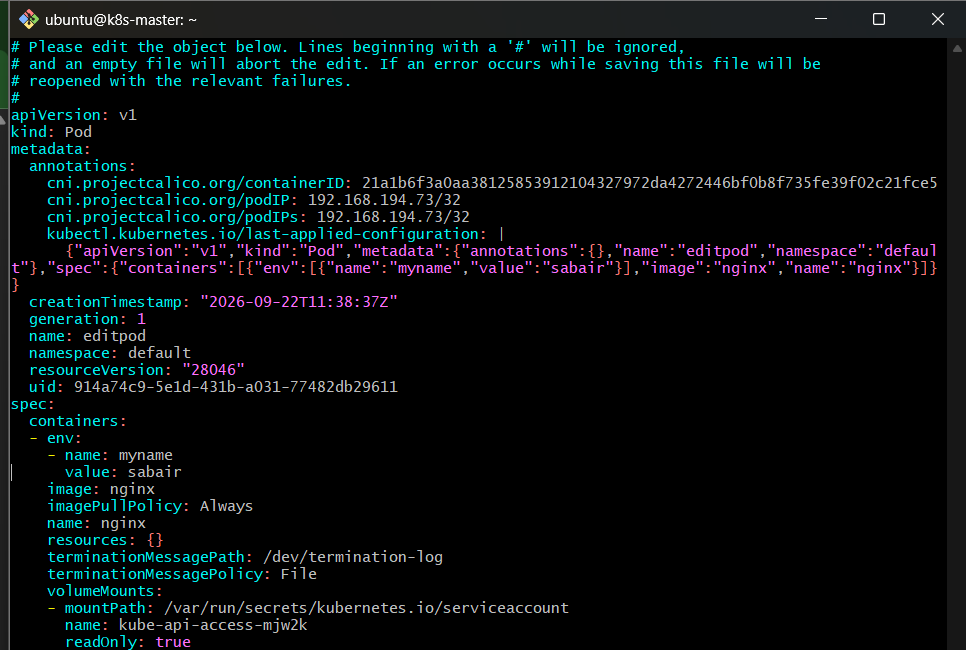 ubuntu@k8s-master: ~
# Please edit the object below. Lines beginning with a '#' will be ignored,
# and an empty file will abort the edit. If an error occurs while saving this file will be
# reopened with the relevant failures.
#
apiVersion: v1
kind: Pod
metadata:
  annotations:
    cni.projectcalico.org/containerID: 21a1b6f3a0aa38125853912104327972da4272446bf0b8f735fe39f02c21fce5
    cni.projectcalico.org/podIP: 192.168.194.73/32
    cni.projectcalico.org/podIPs: 192.168.194.73/32
    kubectl.kubernetes.io/last-applied-configuration: |
      {"apiVersion":"v1","kind":"Pod","metadata":{"annotations":{},"name":"editpod","namespace":"defaul
t"},"spec":{"containers":[{"env":[{"name":"myname","value":"sabair"}],"image":"nginx","name":"nginx"}]}
}
  creationTimestamp: "2026-09-22T11:38:37Z"
  generation: 1
  name: editpod
  namespace: default
  resourceVersion: "28046"
  uid: 914a74c9-5e1d-431b-a031-77482db29611
spec:
  containers:
  - env:
    - name: myname
      value: sabair
    image: nginx
    imagePullPolicy: Always
    name: nginx
    resources: {}
    terminationMessagePath: /dev/termination-log
    terminationMessagePolicy: File
    volumeMounts:
    - mountPath: /var/run/secrets/kubernetes.io/serviceaccount
      name: kube-api-access-mjw2k
      readOnly: true